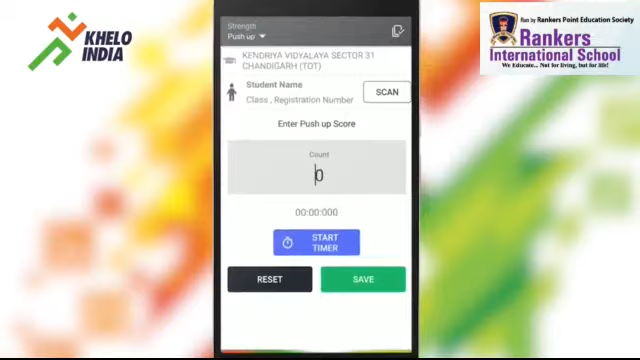 KHELO
INDIA
Run by Rankers Point Education Society
Rankers
International School
We Educate.. Not for living, but for life!
Strength
Push up
KENDRIYA VIDYALAYA SECTOR 31
CHANDIGARH (TOT)
Student Name
Class , Registration Number
SCAN
Enter Push up Score
Count
0
00:00:000
START
TIMER
RESET
SAVE